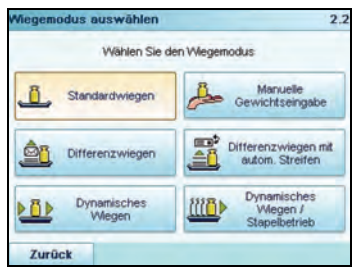 Wiegemodus auswählen 2.2
Wählen Sie den Wiegemodus
Standardwiegen
Manuelle
Gewichtseingabe
Differenzwiegen
Differenzwiegen mit
autom. Streifen
Dynamisches
Wiegen
Dynamisches
Wiegen /
Stapelbetrieb
Zurück